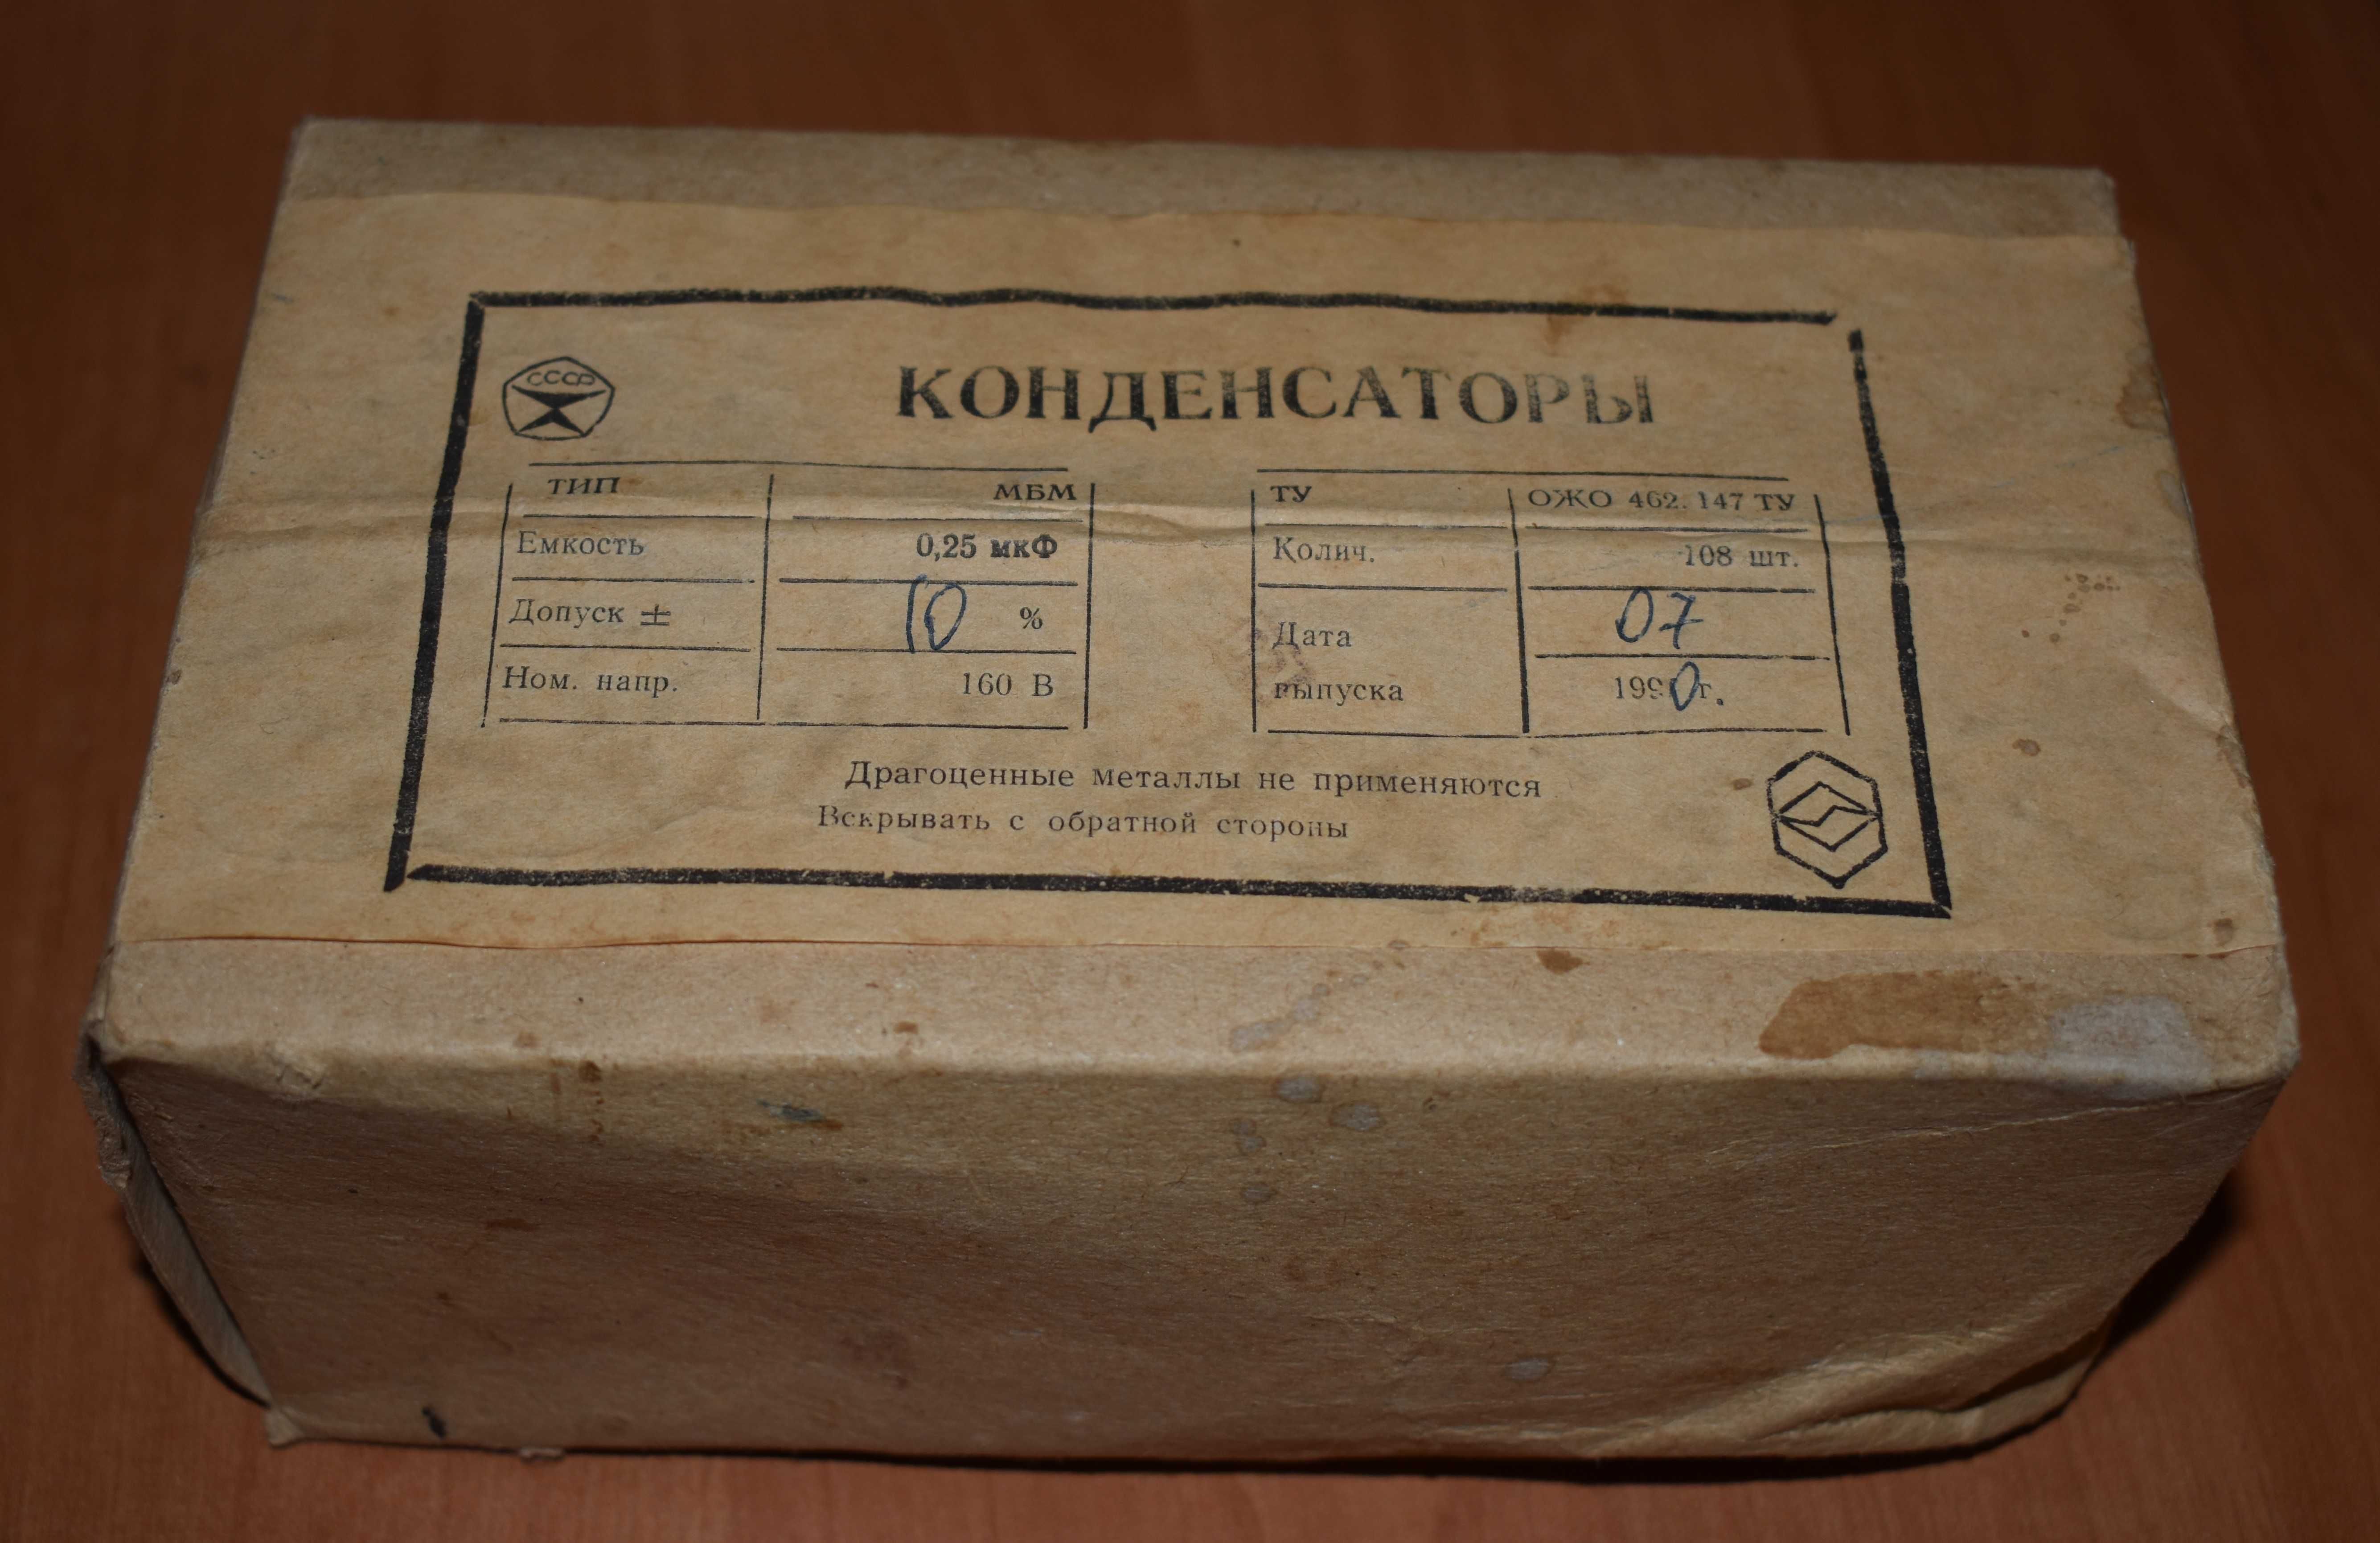 СССР
КОНДЕНСАТОРЫ
ТИП МБМ
Емкость 0,25 мкФ
Допуск ± 10 %
Ном. напр. 160 В
ТУ ОЖО 462.147 ТУ
Колич. 108 шт.
Дата 07
выпуска 1990 г.
Драгоценные металлы не применяются
Вскрывать с обратной стороны